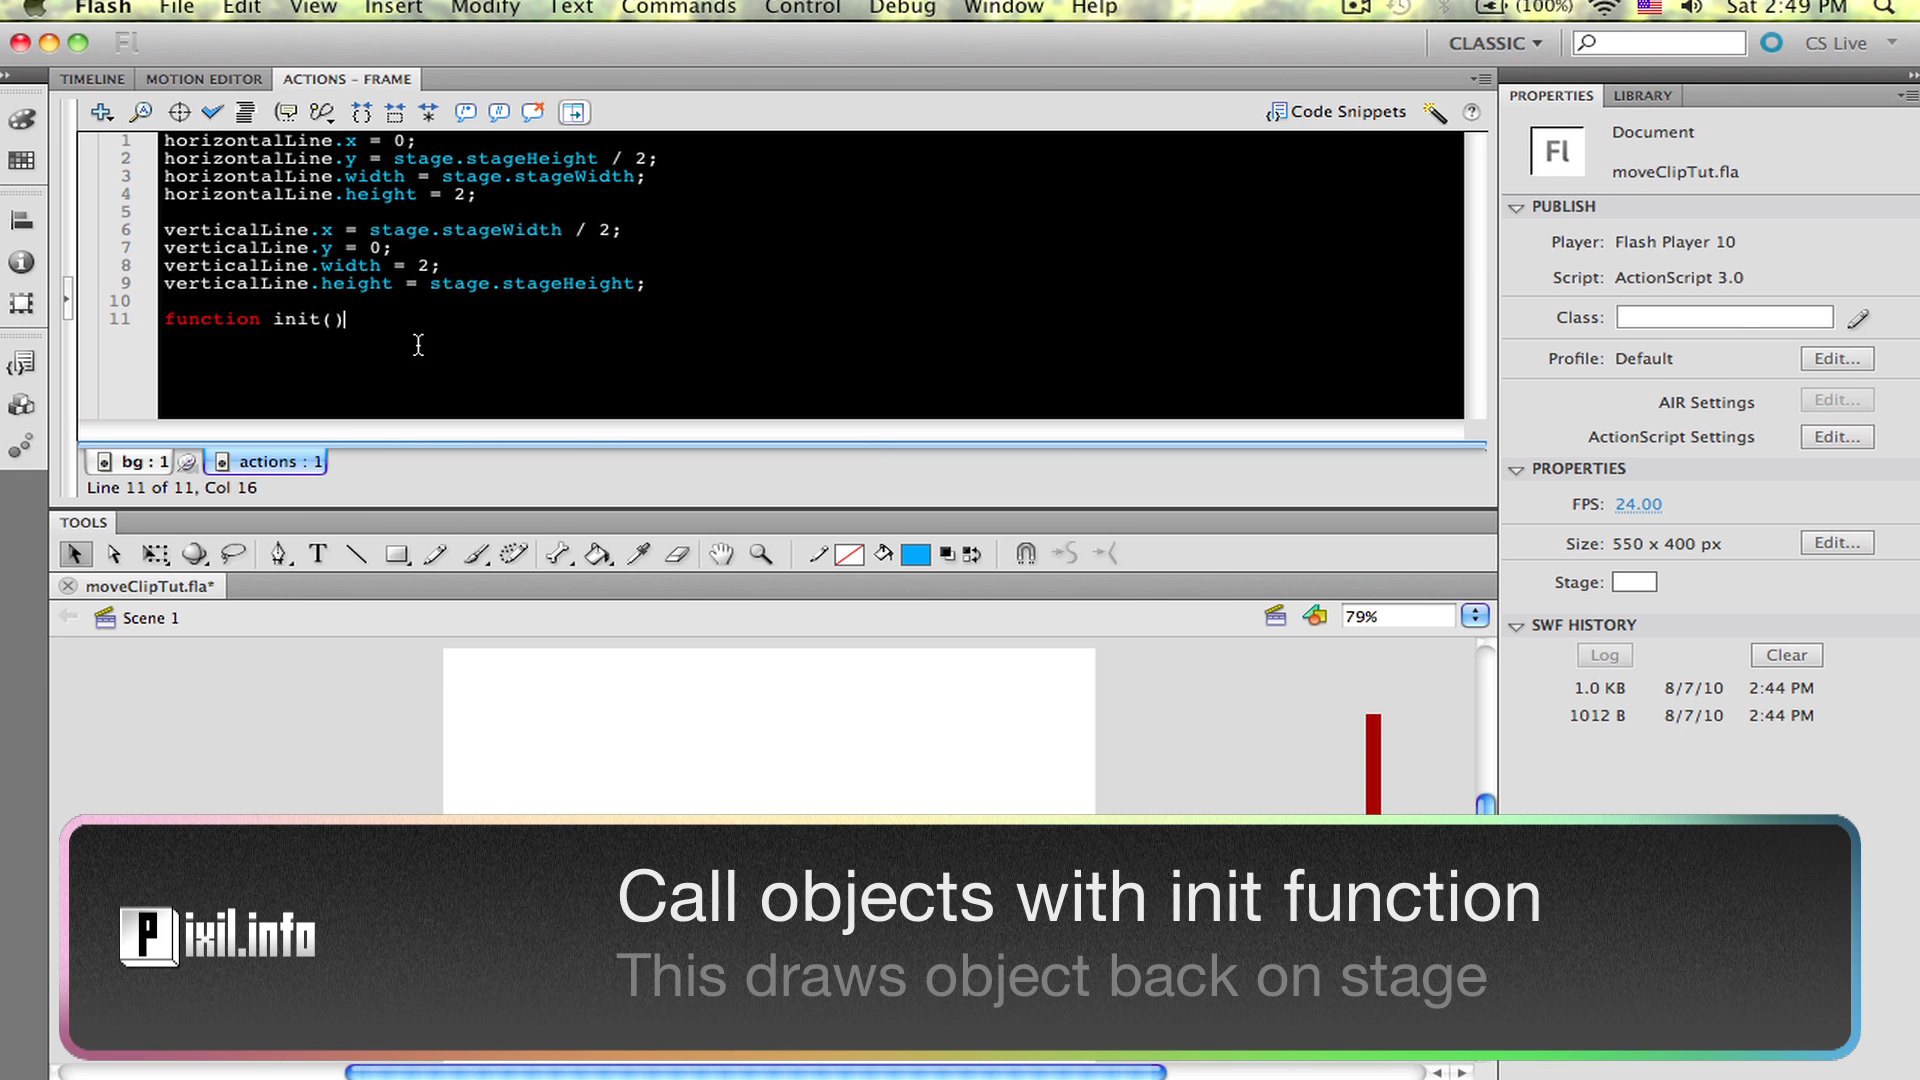 Flash File Edit View Insert Modify Text Commands Control Debug Window Help (100%) Sat 2:49 PM
Fl CLASSIC CS Live
TIMELINE MOTION EDITOR ACTIONS – FRAME
Code Snippets
1 horizontalLine.x = 0;
2 horizontalLine.y = stage.stageHeight / 2;
3 horizontalLine.width = stage.stageWidth;
4 horizontalLine.height = 2;
5
6 verticalLine.x = stage.stageWidth / 2;
7 verticalLine.y = 0;
8 verticalLine.width = 2;
9 verticalLine.height = stage.stageHeight;
10
11 function init()
bg : 1 actions : 1
Line 11 of 11, Col 16
PROPERTIES LIBRARY
Fl
Document
moveClipTut.fla
PUBLISH
Player: Flash Player 10
Script: ActionScript 3.0
Class:
Profile: Default Edit...
AIR Settings Edit...
ActionScript Settings Edit...
PROPERTIES
FPS: 24.00
Size: 550 x 400 px Edit...
Stage:
SWF HISTORY
Log Clear
1.0 KB 8/7/10 2:44 PM
1012 B 8/7/10 2:44 PM
TOOLS
T
moveClipTut.fla*
Scene 1 79%
Pixil.info
Call objects with init function
This draws object back on stage